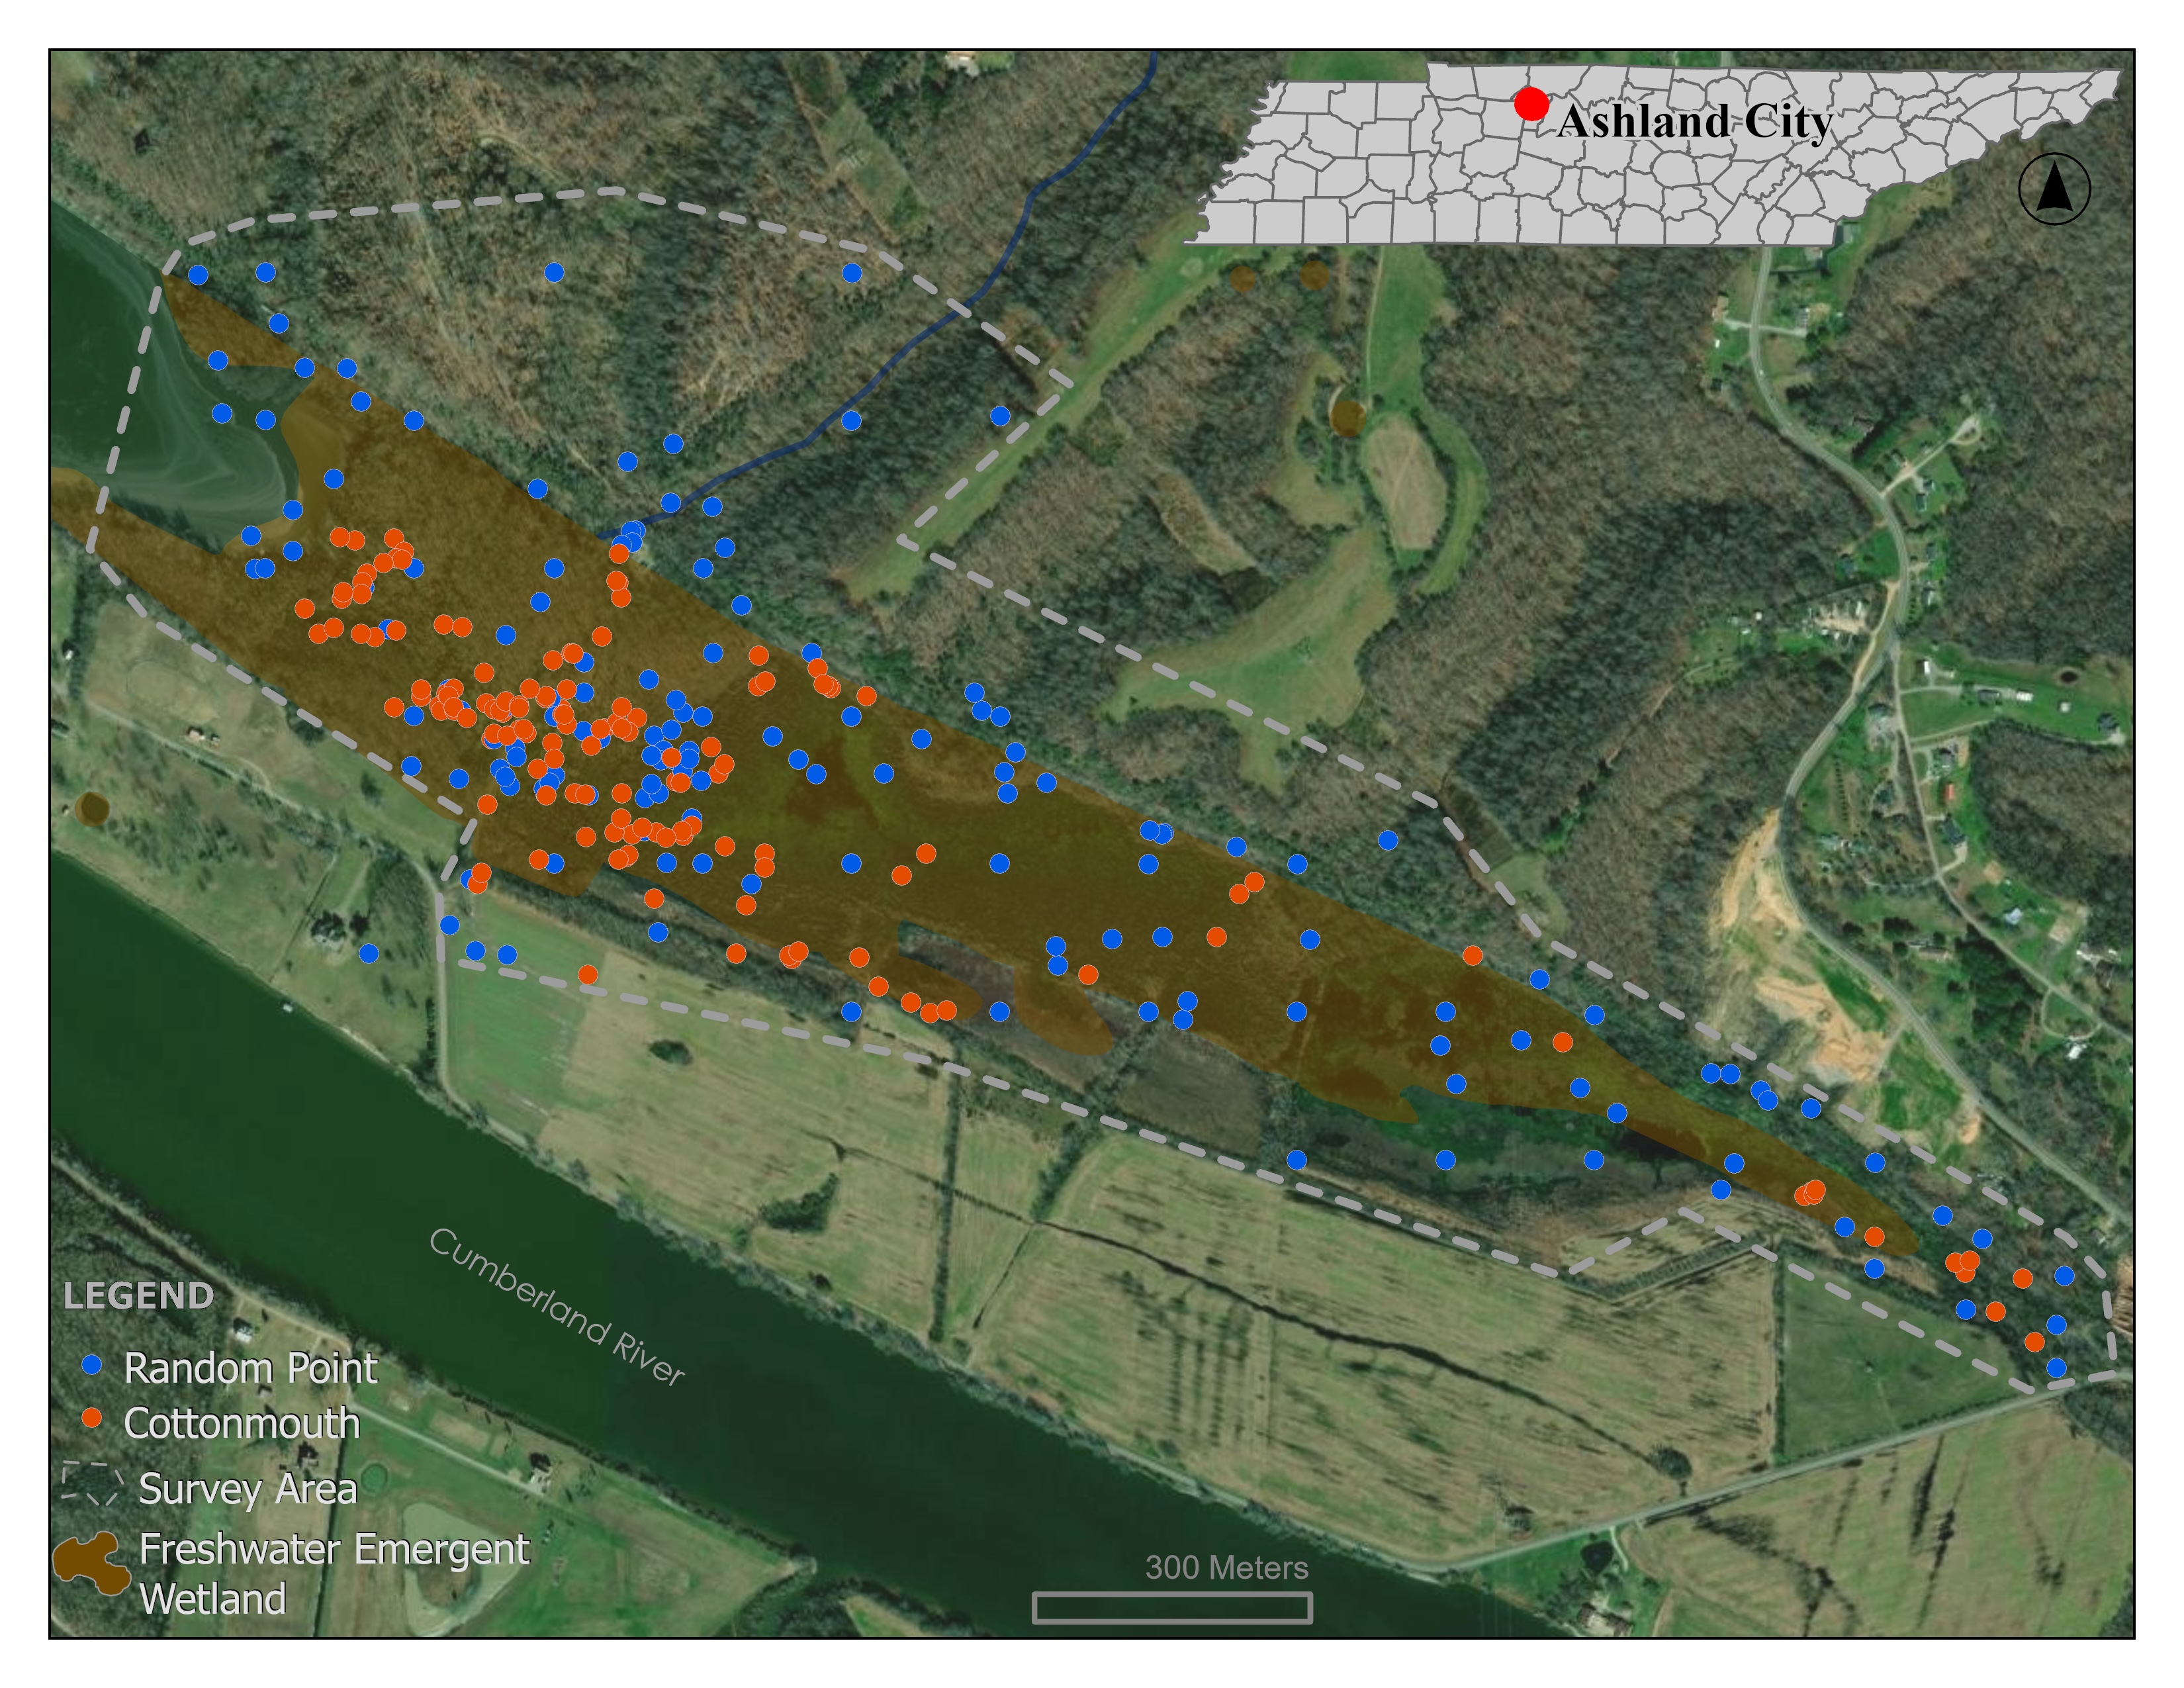 Ashland City
Cumberland River
LEGEND
Random Point
Cottonmouth
Survey Area
Freshwater Emergent
Wetland
300 Meters